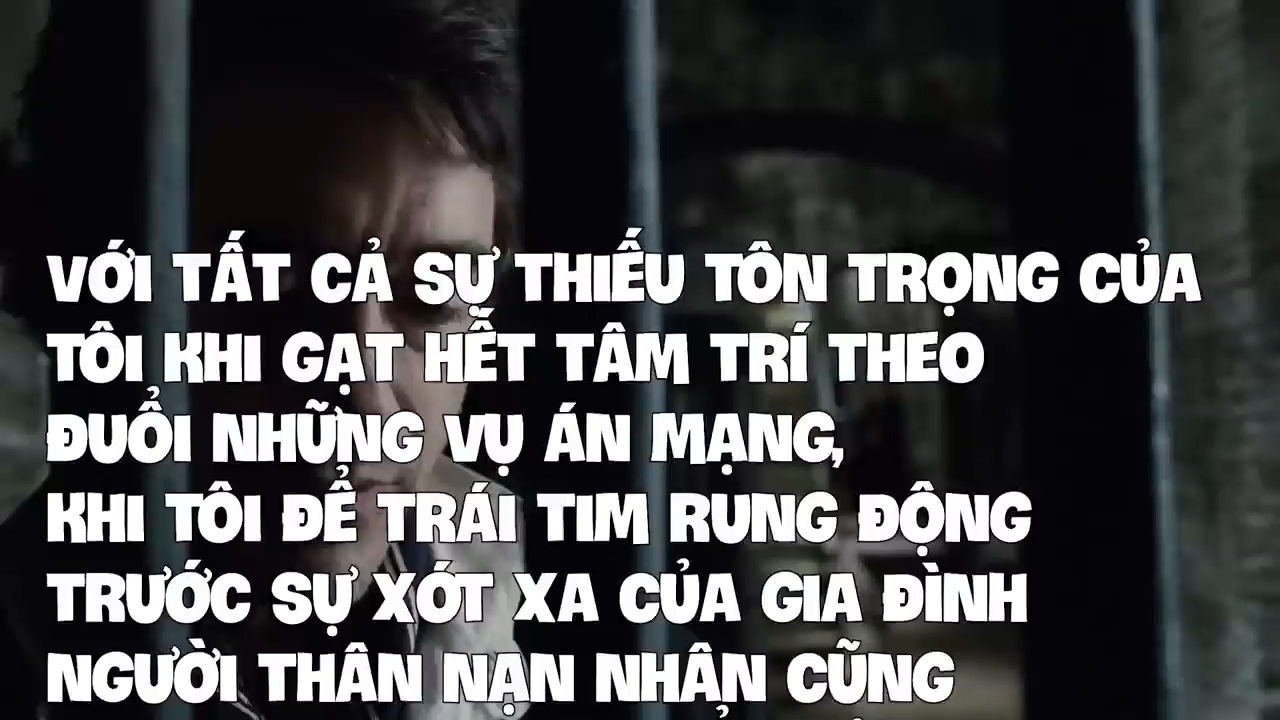 VỚI TẤT CẢ SỰ THIẾU TÔN TRỌNG CỦA
TÔI KHI GẠT HẾT TÂM TRÍ THEO
ĐUỔI NHỮNG VỤ ÁN MẠNG,
KHI TÔI ĐỂ TRÁI TIM RUNG ĐỘNG
TRƯỚC SỰ XÓT XA CỦA GIA ĐÌNH
NGƯỜI THÂN NẠN NHÂN CŨNG